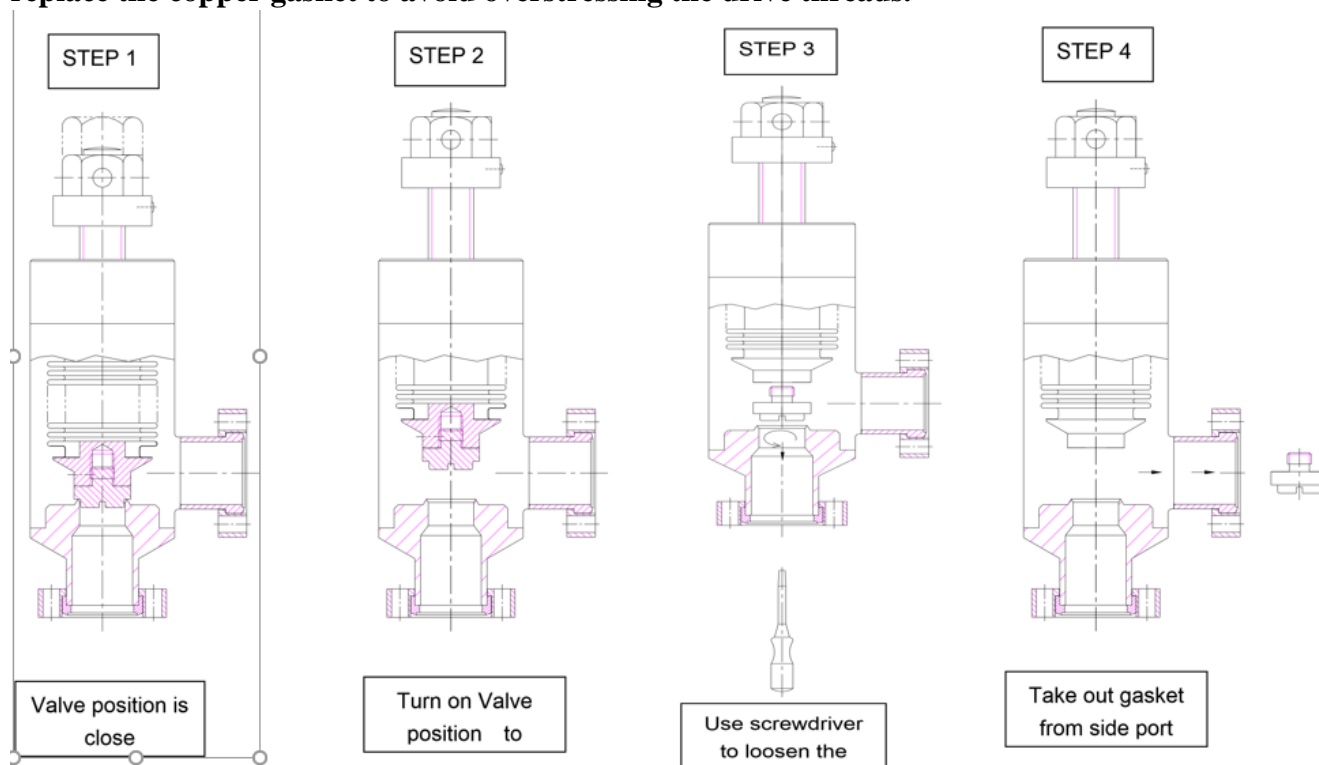 replace the copper gasket to avoid overstressing the drive threads.
STEP 1
STEP 2
STEP 3
STEP 4
Valve position is
close
Turn on Valve
position to
Use screwdriver
to loosen the
Take out gasket
from side port